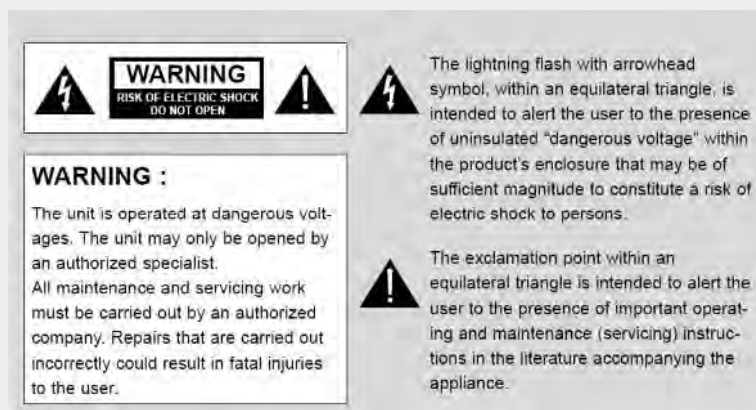 WARNING
RISK OF ELECTRIC SHOCK
DO NOT OPEN
WARNING :
The unit is operated at dangerous volt-
ages. The unit may only be opened by
an authorized specialist.
All maintenance and servicing work
must be carried out by an authorized
company. Repairs that are carried out
incorrectly could result in fatal injuries
to the user.
The lightning flash with arrowhead
symbol, within an equilateral triangle, is
intended to alert the user to the presence
of uninsulated “dangerous voltage” within
the product's enclosure that may be of
sufficient magnitude to constitute a risk of
electric shock to persons.
The exclamation point within an
equilateral triangle is intended to alert the
user to the presence of important operat-
ing and maintenance (servicing) instruc-
tions in the literature accompanying the
appliance.